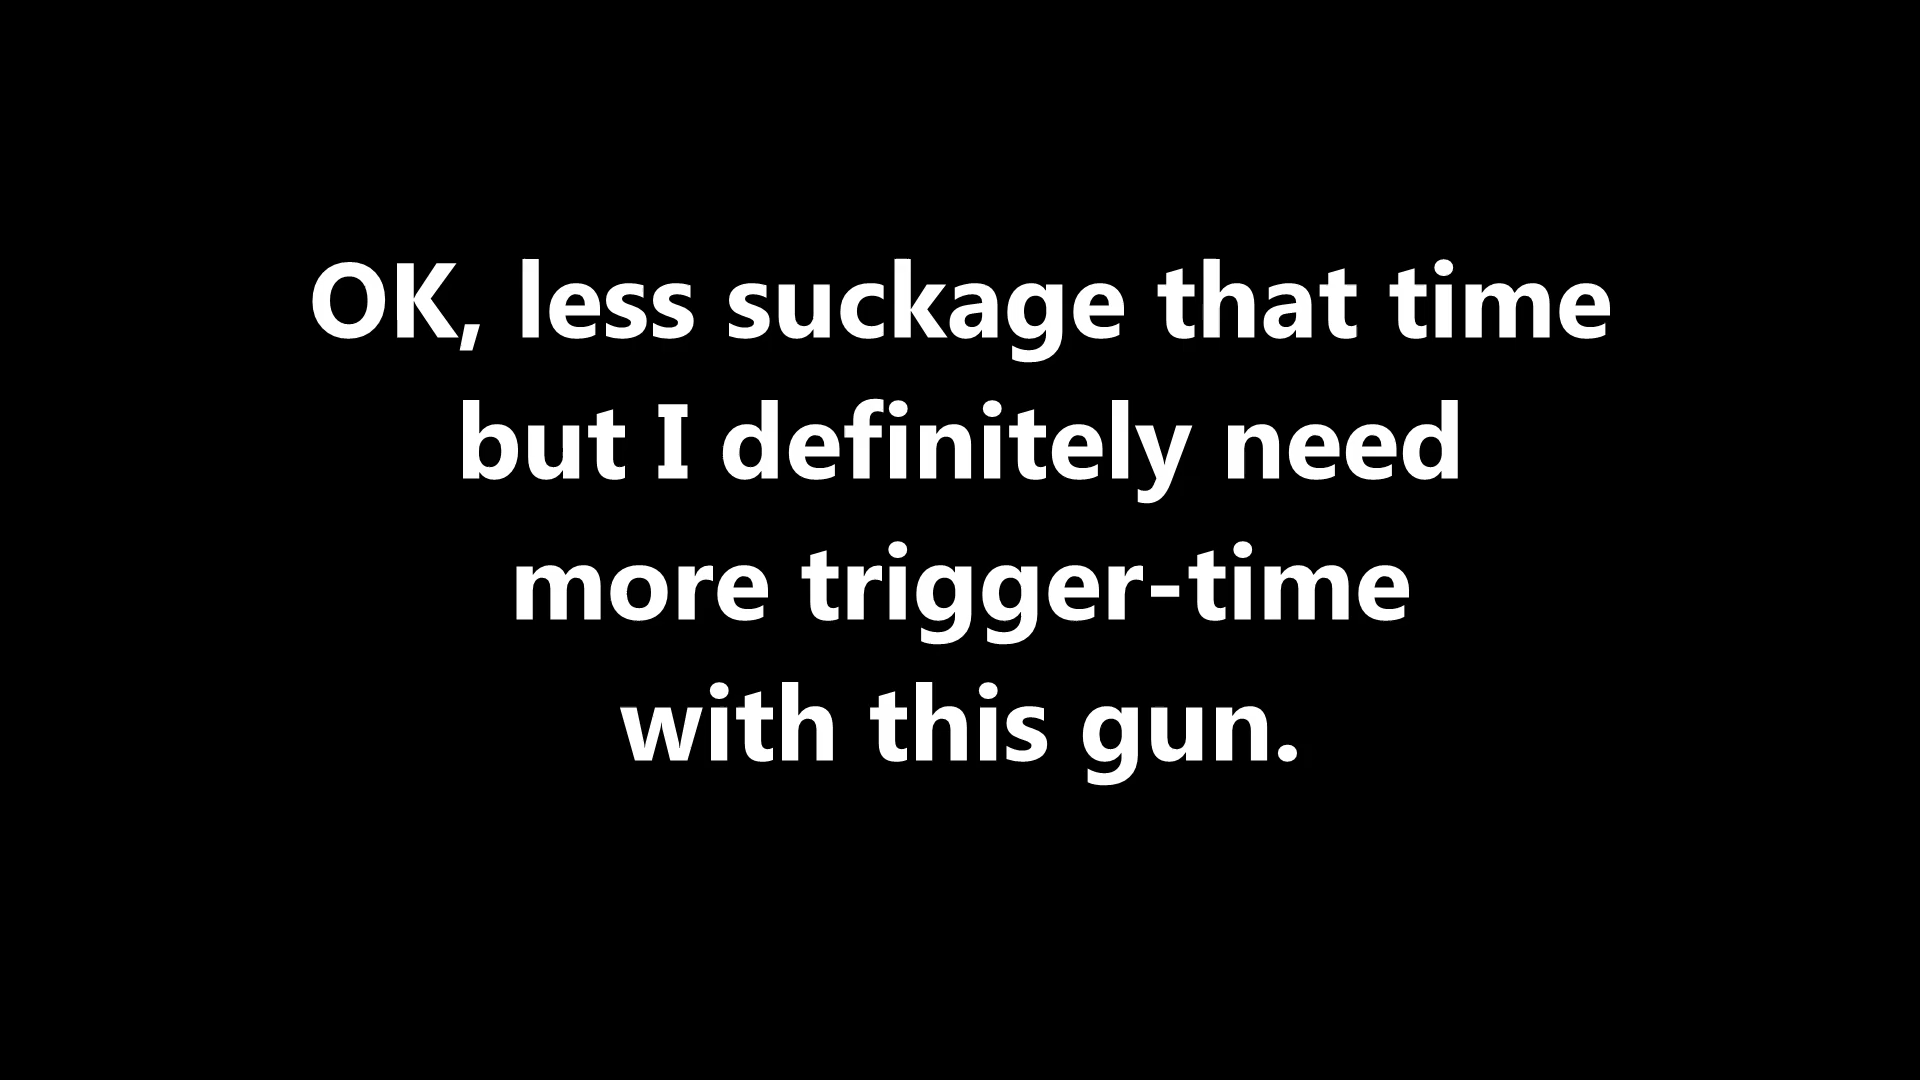 OK, less suckage that time
but I definitely need
more trigger-time
with this gun.